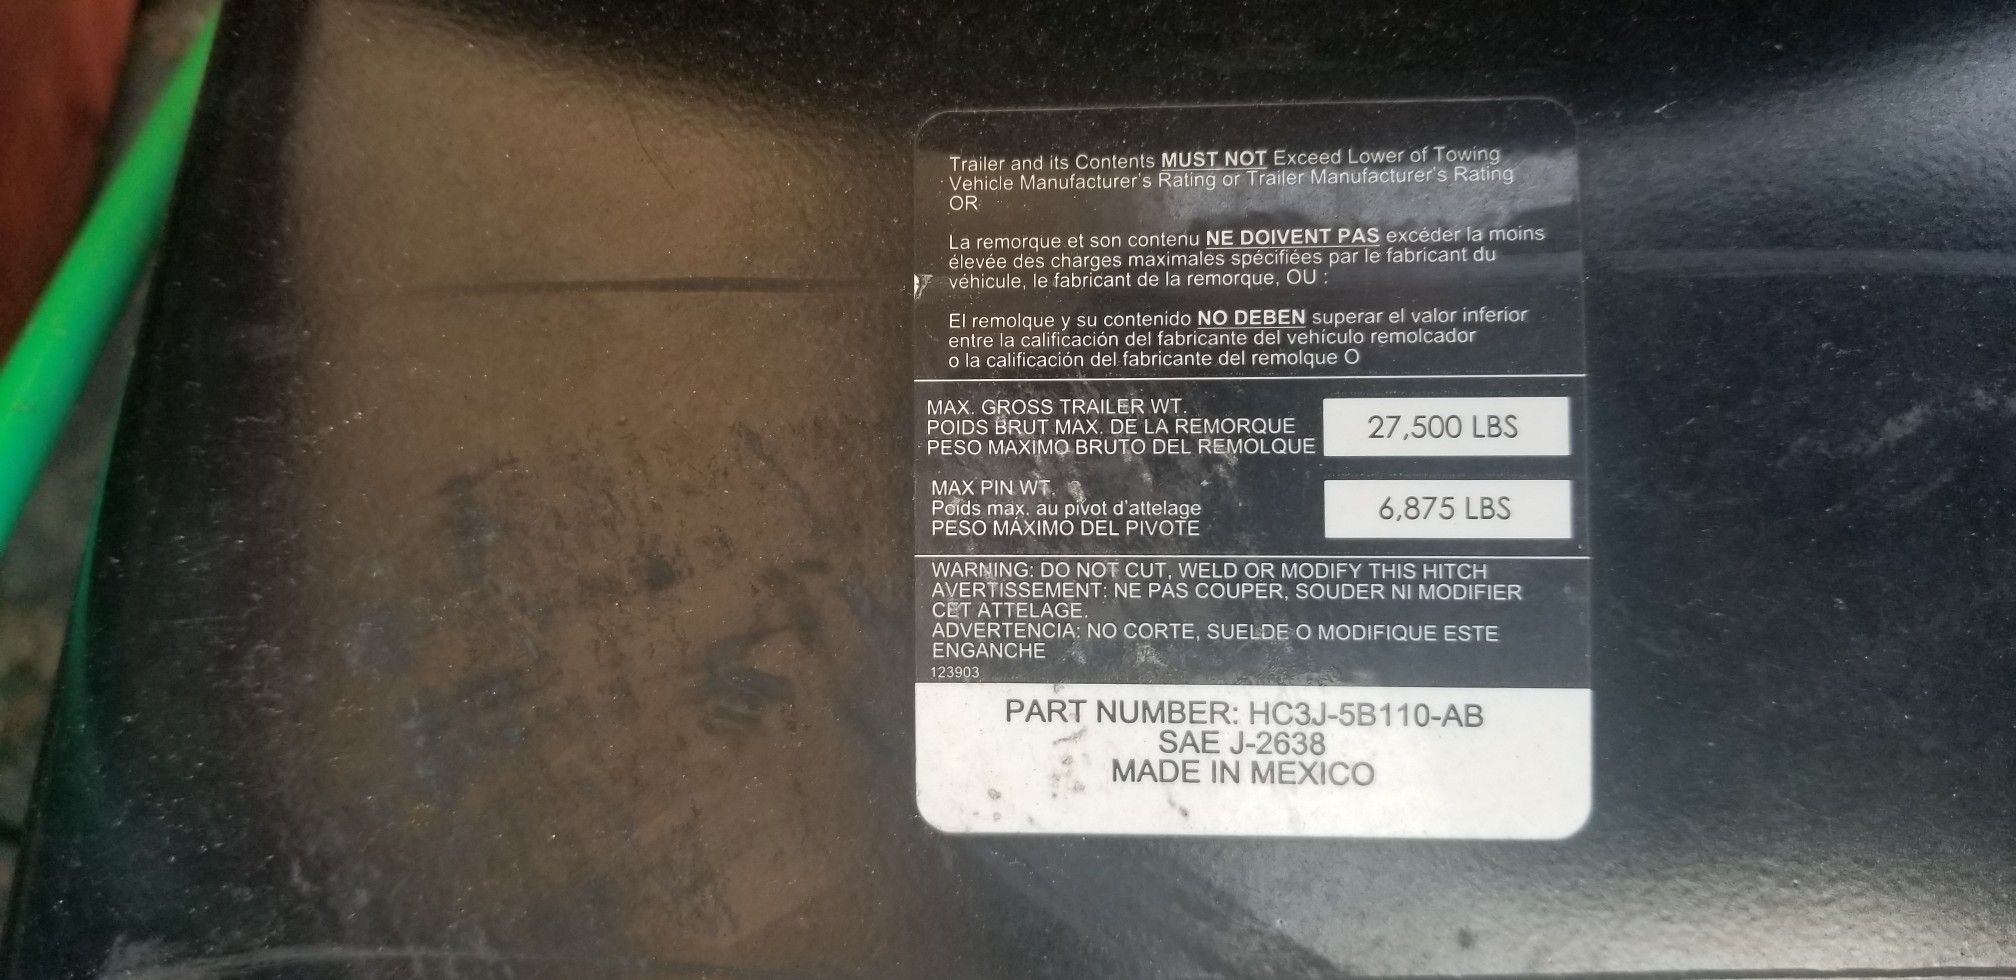 Trailer and its Contents MUST NOT Exceed Lower of Towing
Vehicle Manufacturer's Rating or Trailer Manufacturer's Rating
OR
La remorque et son contenu NE DOIVENT PAS excéder la moins
élevée des charges maximales spécifiées par le fabricant du
véhicule, le fabricant de la remorque, OU :
El remolque y su contenido NO DEBEN superar el valor inferior
entre la calificación del fabricante del vehículo remolcador
o la calificación del fabricante del remolque O
MAX. GROSS TRAILER WT.
POIDS BRUT MAX. DE LA REMORQUE
PESO MAXIMO BRUTO DEL REMOLQUE
27,500 LBS
MAX PIN WT.
Poids max. au pivot d'attelage
PESO MÁXIMO DEL PIVOTE
6,875 LBS
WARNING: DO NOT CUT, WELD OR MODIFY THIS HITCH
AVERTISSEMENT: NE PAS COUPER, SOUDER NI MODIFIER
CET ATTELAGE.
ADVERTENCIA: NO CORTE, SUELDE O MODIFIQUE ESTE
ENGANCHE
123903
PART NUMBER: HC3J-5B110-AB
SAE J-2638
MADE IN MEXICO